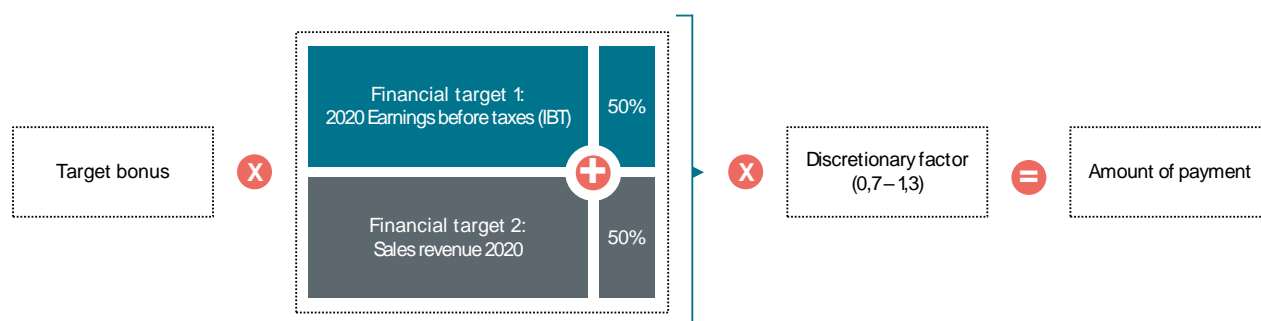 Target bonus
X
Financial target 1:
2020 Earnings before taxes (IBT)
50%
+
Financial target 2:
Sales revenue 2020
50%
X
Discretionary factor
(0,7 – 1,3)
=
Amount of payment